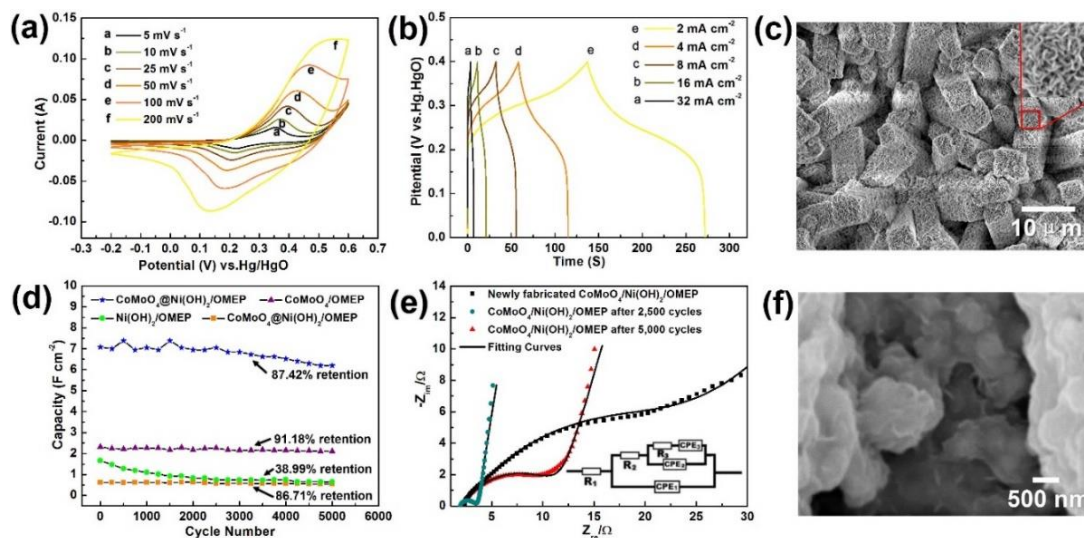 (a)
a 5 mV s⁻¹
b 10 mV s⁻¹
c 25 mV s⁻¹
d 50 mV s⁻¹
e 100 mV s⁻¹
f 200 mV s⁻¹
f
e
d
c
b
a
Current (A)
0.15
0.10
0.05
0.00
0.05
0.10
-0.3 -0.2 -0.1 0.0 0.1 0.2 0.3 0.4 0.5 0.6 0.7
Potential (V) vs.Hg/HgO
(b)
a b c d e
e 2 mA cm⁻²
d 4 mA cm⁻²
c 8 mA cm⁻²
b 16 mA cm⁻²
a 32 mA cm⁻²
Pitential (V vs.Hg.HgO)
0.4
0.3
0.2
0.1
0.0
0 50 100 150 200 250 300
Time (S)
(c)
10 μm
(d)
CoMoO₄@Ni(OH)₂/OMEP CoMoO₄/OMEP
Ni(OH)₂/OMEP CoMoO₄@Ni(OH)₂/OMEP
87.42% retention
91.18% retention
38.99% retention
86.71% retention
Capacity (F cm⁻²)
10
9
8
7
6
5
4
3
2
1
0
0 1000 2000 3000 4000 5000 6000
Cycle Number
(e)
Newly fabricated CoMoO₄/Ni(OH)₂/OMEP
CoMoO₄/Ni(OH)₂/OMEP after 2,500 cycles
CoMoO₄/Ni(OH)₂/OMEP after 5,000 cycles
Fitting Curves
R₁
R₂
R₃
CPE₁
-Zᵢₘ/Ω
14
12
10
8
6
4
2
0
5 10 15 20 25 30
Zᵣₑ/Ω
(f)
500 nm